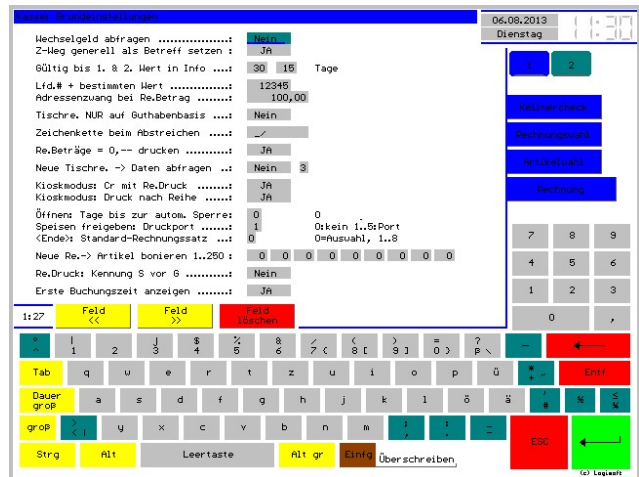 Kassen Grundeinstellungen
06.08.2013
Dienstag
11:30
Wechselgeld abfragen .................: Nein
Z-Weg generell als Betreff setzen : JA
Gültig bis 1. & 2. Wert in Info ....: 30 15 Tage
Lfd.# + bestimmten Wert .........: 12345
Adressenzwang bei Re.Betrag ........: 100,00
Tischre. NUR auf Guthabenbasis ....: Nein
Zeichenkette beim Abstreichen ....: _/
Re.Beträge = 0,-- drucken ........: JA
Neue Tischre. -> Daten abfragen ..: Nein 3
Kioskmodus: Cr mit Re.Druck .......: JA
Kioskmodus: Druck nach Reihe ......: JA
Öffnen: Tage bis zur autom. Sperre: 0 0
Speisen freigeben: Druckport ......: 1 0:kein 1..5:Port
<Ende>: Standard-Rechnungssatz ...: 0 0=Auswahl, 1..8
Neue Re.-> Artikel bonieren 1..250 : 0 0 0 0 0 0 0 0 0
Re.Druck: Kennung S vor G .........: Nein
Erste Buchungszeit anzeigen .......: JA
1 2
Kellnercheck
Rechnungswahl
Artikelwahl
Rechnung
7 8 9
4 5 6
1 2 3
0 ,
1:27
Feld <<
Feld >>
Feld löschen
° ^ | 1 2 J 3 $ 4 % 5 & 6 / 7 { ( 8 [ ) 9 ] = 0 } ? β \ -
Tab q w e r t z u i o p ü * + ~ Entf
Dauer groß a s d f g h j k l ö ä ' #
groß > < | y x c v b n m ; , : . _ -
Strg Alt Leertaste Alt gr Einfg Überschreiben
ESC
(c) Logisoft